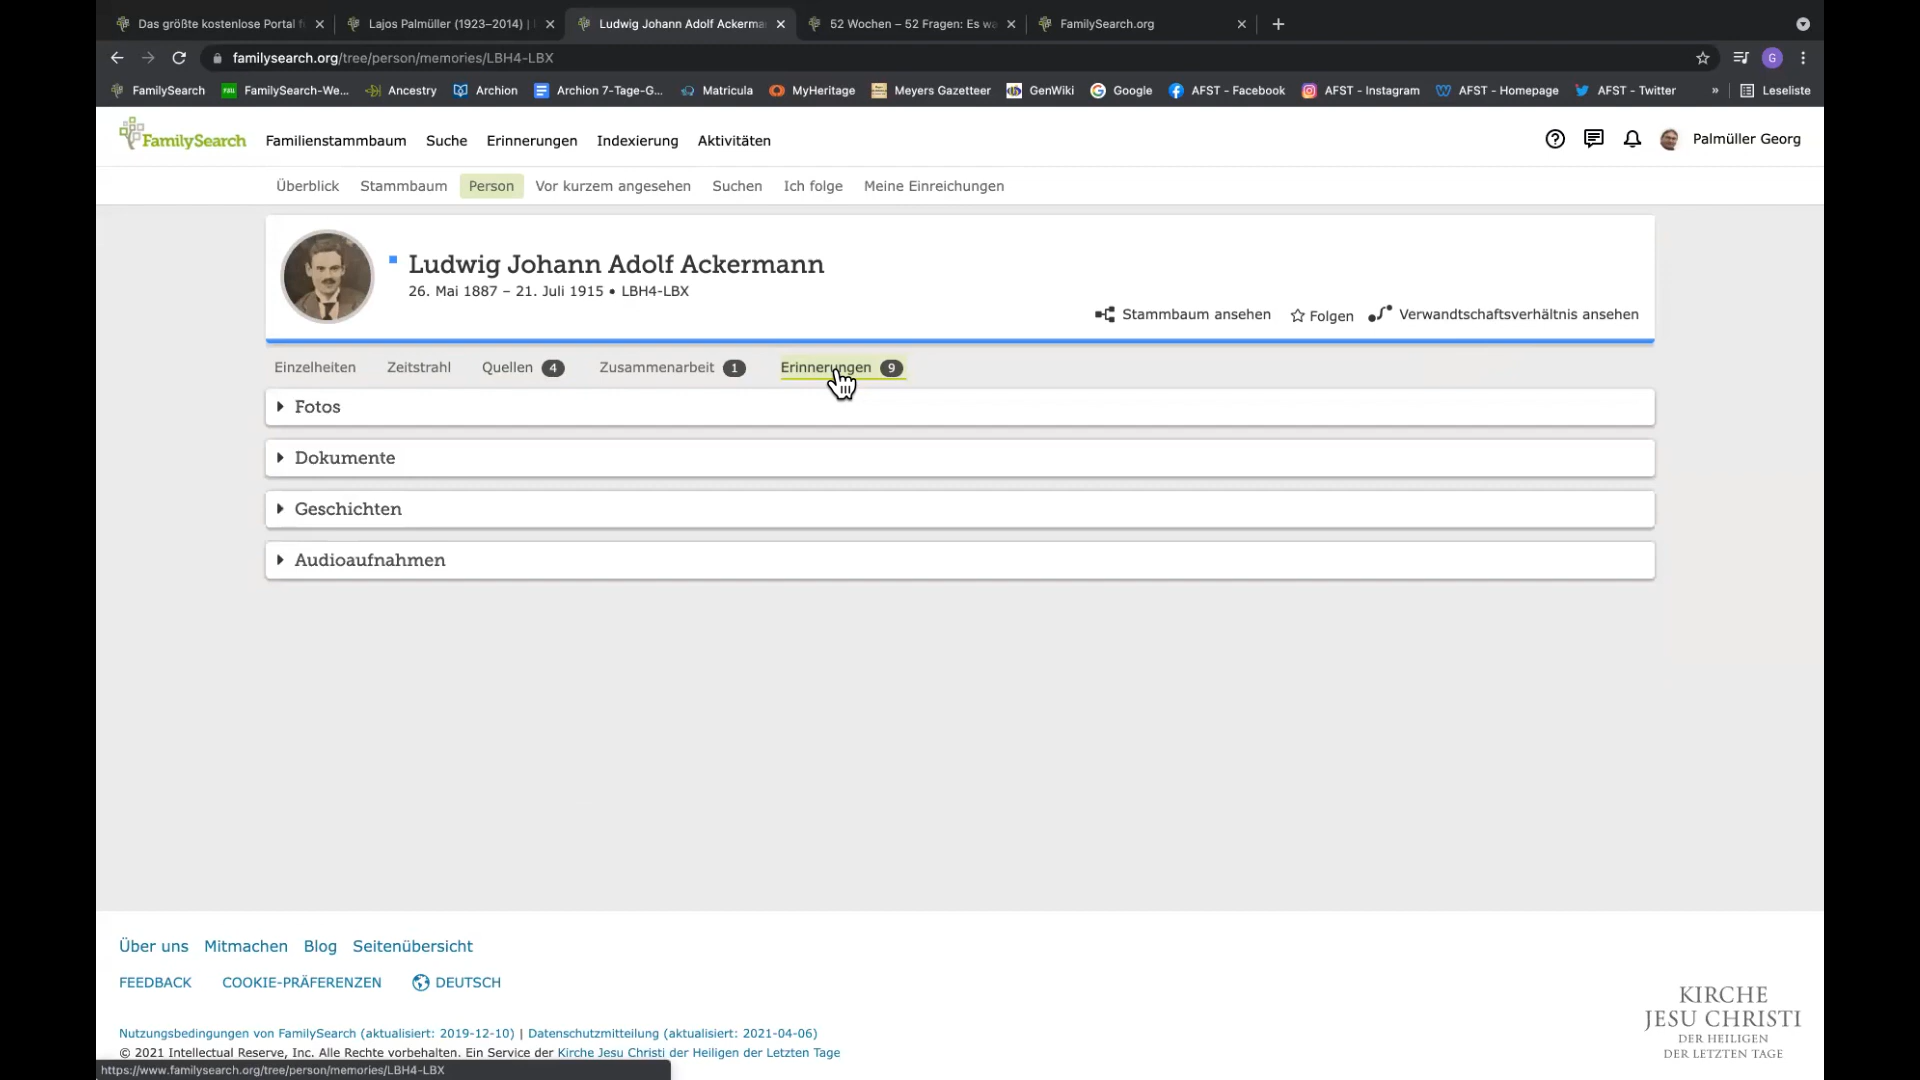 Das größte kostenlose Portal f
Lajos Palmüller (1923–2014) |
Ludwig Johann Adolf Ackerma
52 Wochen – 52 Fragen: Es wa
FamilySearch.org
familysearch.org/tree/person/memories/LBH4-LBX
G
FamilySearch
FamilySearch-We...
Ancestry
Archion
Archion 7-Tage-G...
Matricula
MyHeritage
Meyers Gazetteer
GenWiki
Google
AFST - Facebook
AFST - Instagram
AFST - Homepage
AFST - Twitter
»
Leseliste
FamilySearch
Familienstammbaum
Suche
Erinnerungen
Indexierung
Aktivitäten
Palmüller Georg
Überblick
Stammbaum
Person
Vor kurzem angesehen
Suchen
Ich folge
Meine Einreichungen
Ludwig Johann Adolf Ackermann
26. Mai 1887 – 21. Juli 1915 • LBH4-LBX
Stammbaum ansehen
Folgen
Verwandtschaftsverhältnis ansehen
Einzelheiten
Zeitstrahl
Quellen 4
Zusammenarbeit 1
Erinnerungen 9
Fotos
Dokumente
Geschichten
Audioaufnahmen
Über uns
Mitmachen
Blog
Seitenübersicht
FEEDBACK
COOKIE-PRÄFERENZEN
DEUTSCH
Nutzungsbedingungen von FamilySearch (aktualisiert: 2019-12-10) | Datenschutzmitteilung (aktualisiert: 2021-04-06)
© 2021 Intellectual Reserve, Inc. Alle Rechte vorbehalten. Ein Service der Kirche Jesu Christi der Heiligen der Letzten Tage
KIRCHE
JESU CHRISTI
DER HEILIGEN
DER LETZTEN TAGE
https://www.familysearch.org/tree/person/memories/LBH4-LBX